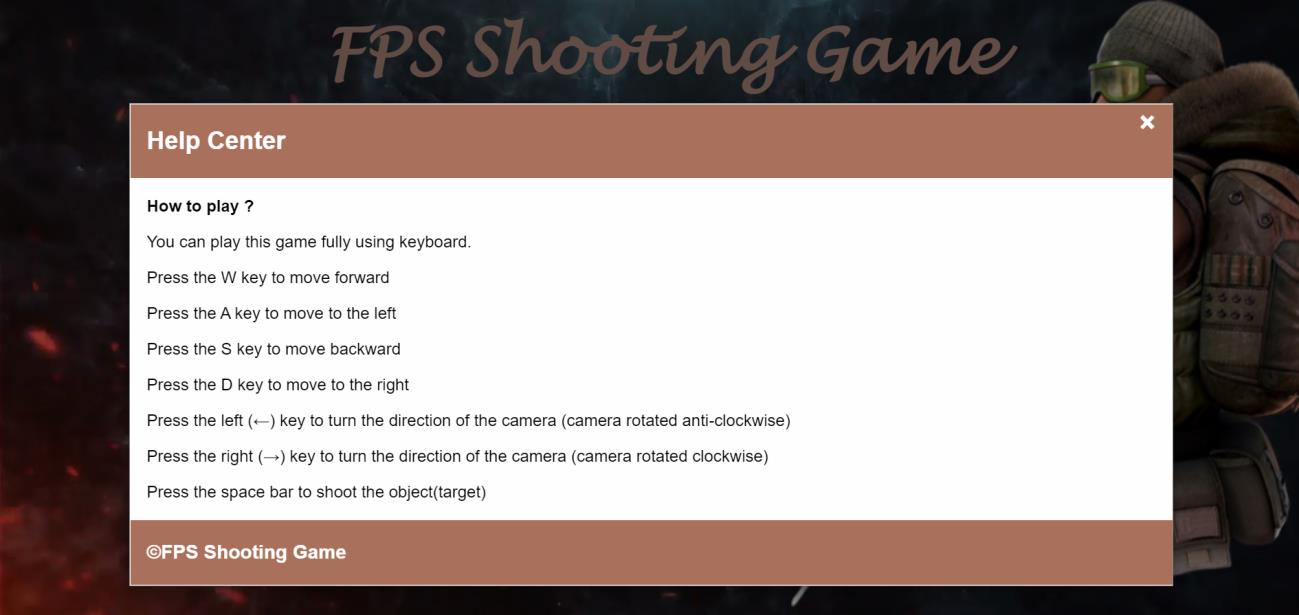 FPS Shooting Game
Help Center
×
How to play ?
You can play this game fully using keyboard.
Press the W key to move forward
Press the A key to move to the left
Press the S key to move backward
Press the D key to move to the right
Press the left (←) key to turn the direction of the camera (camera rotated anti-clockwise)
Press the right (→) key to turn the direction of the camera (camera rotated clockwise)
Press the space bar to shoot the object(target)
©FPS Shooting Game